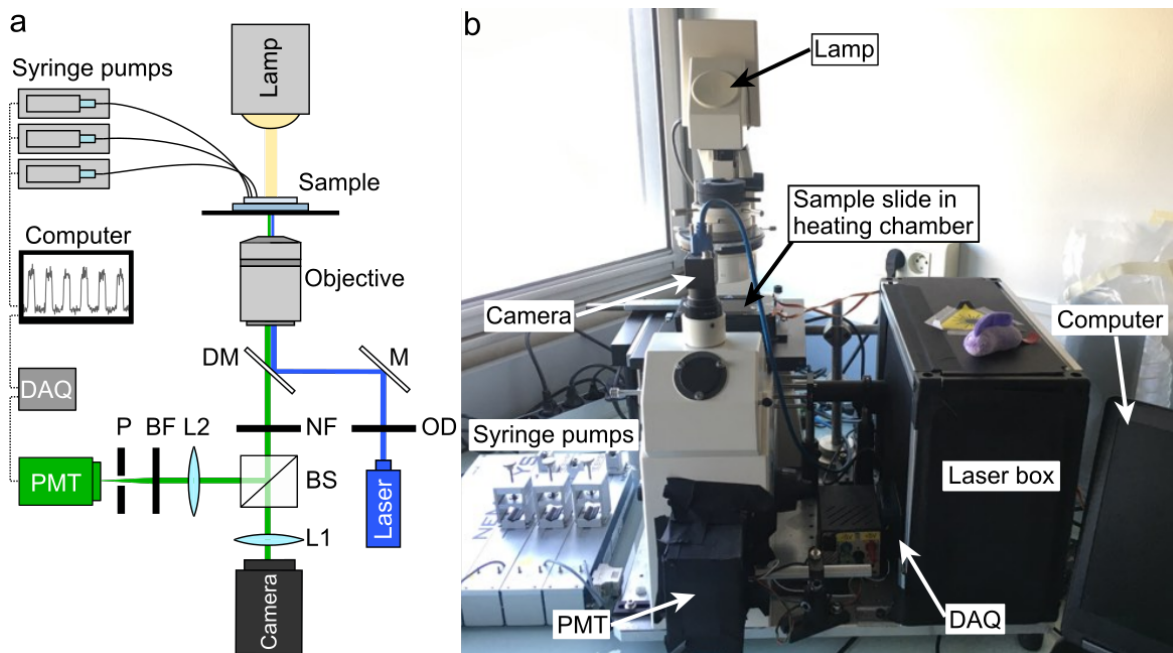 a
Syringe pumps
Lamp
Sample
Computer
Objective
DM
M
DAQ
P
BF
L2
NF
OD
PMT
BS
Laser
L1
Camera
b
Lamp
Sample slide in
heating chamber
Camera
Computer
Syringe pumps
Laser box
PMT
DAQ